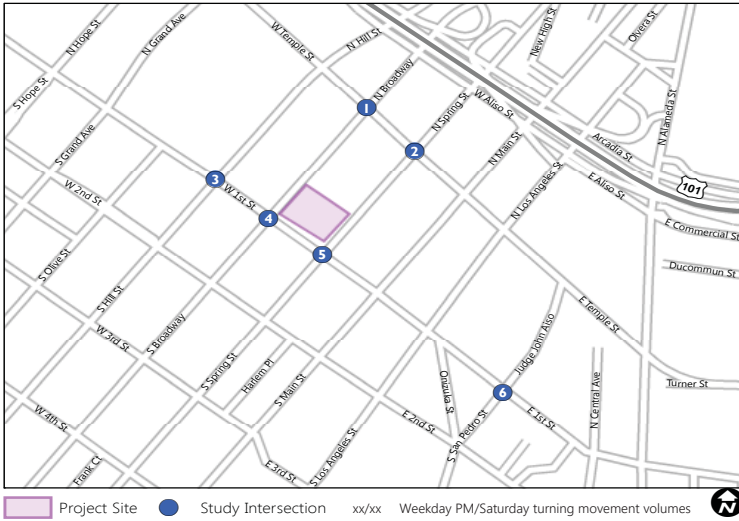 N Hope St
N Grand Ave
W Temple St
N Hill St
New High St
Olvera St
S Hope St
N Broadway
N Spring St
W Aliso St
N Alameda St
1
S Grand Ave
2
N Main St
Arcadia St
3
W 1st St
N Los Angeles St
E Aliso St
101
W 2nd St
4
E Commercial St
5
S Olive St
S Hill St
Ducommun St
S Broadway
E Temple St
W 3rd St
S Spring St
Harlem Pl
Judge John Aiso
Onizuka St
Turner St
S Main St
6
N Central Ave
W 4th St
E 2nd St
S San Pedro St
E 1st St
Frank Ct
E 3rd St
S Los Angeles St
Project Site
Study Intersection
xx/xx Weekday PM/Saturday turning movement volumes
N